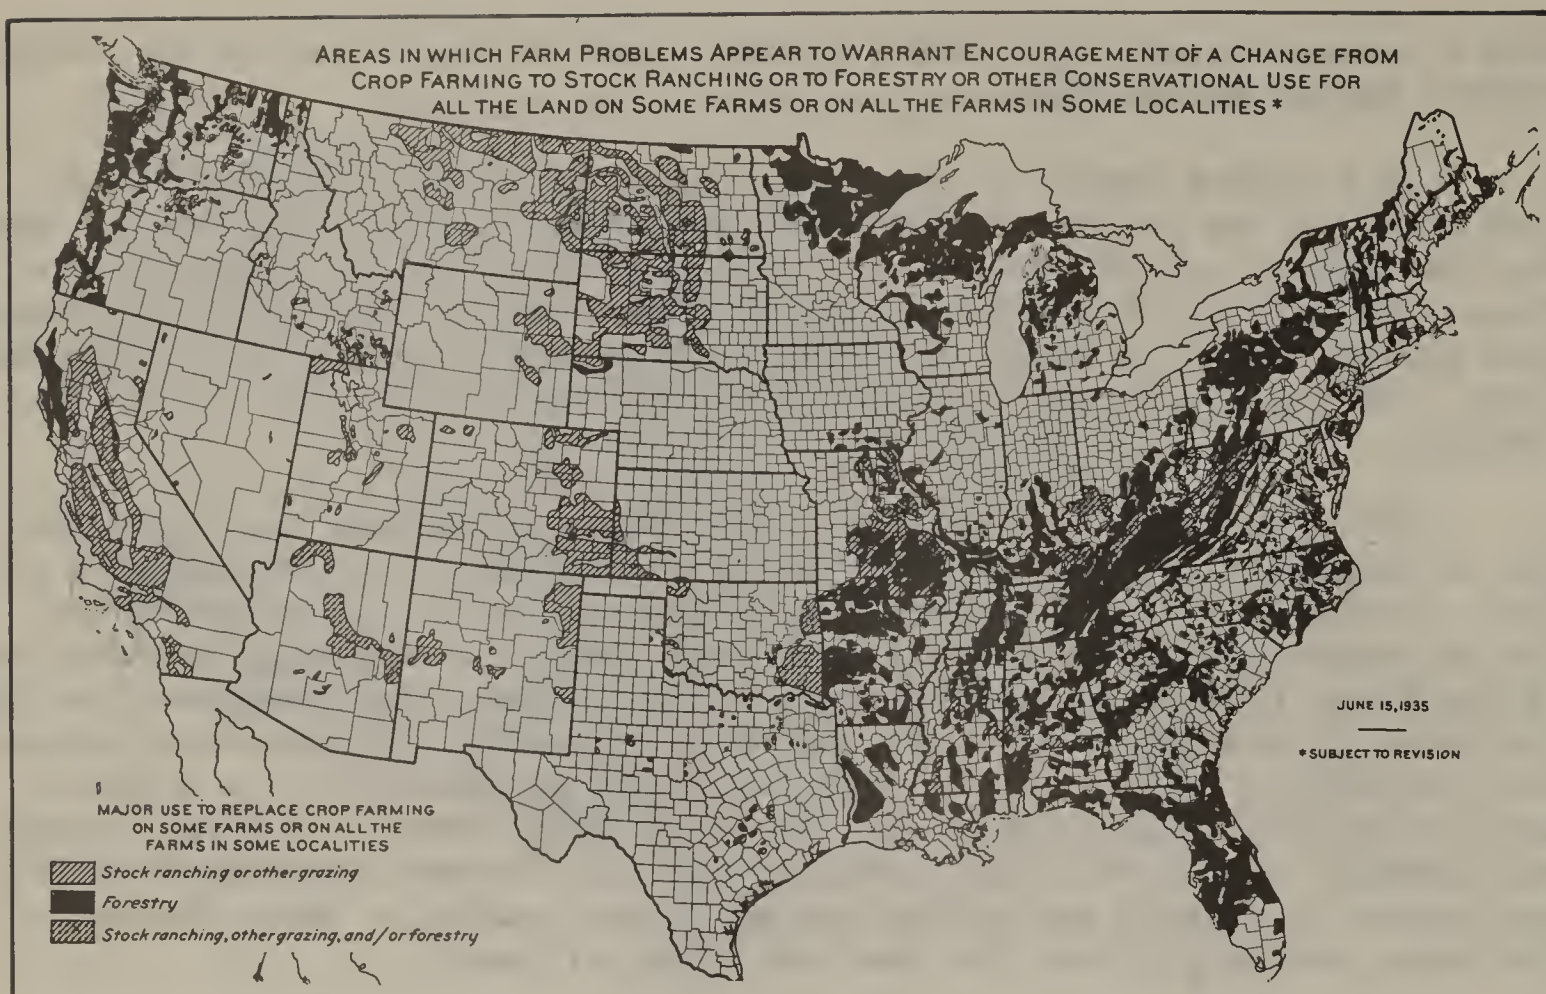 AREAS IN WHICH FARM PROBLEMS APPEAR TO WARRANT ENCOURAGEMENT OF A CHANGE FROM
CROP FARMING TO STOCK RANCHING OR TO FORESTRY OR OTHER CONSERVATIONAL USE FOR
ALL THE LAND ON SOME FARMS OR ON ALL THE FARMS IN SOME LOCALITIES *
JUNE 15, 1935
* SUBJECT TO REVISION
MAJOR USE TO REPLACE CROP FARMING
ON SOME FARMS OR ON ALL THE
FARMS IN SOME LOCALITIES
Stock ranching or other grazing
Forestry
Stock ranching, other grazing, and/or forestry